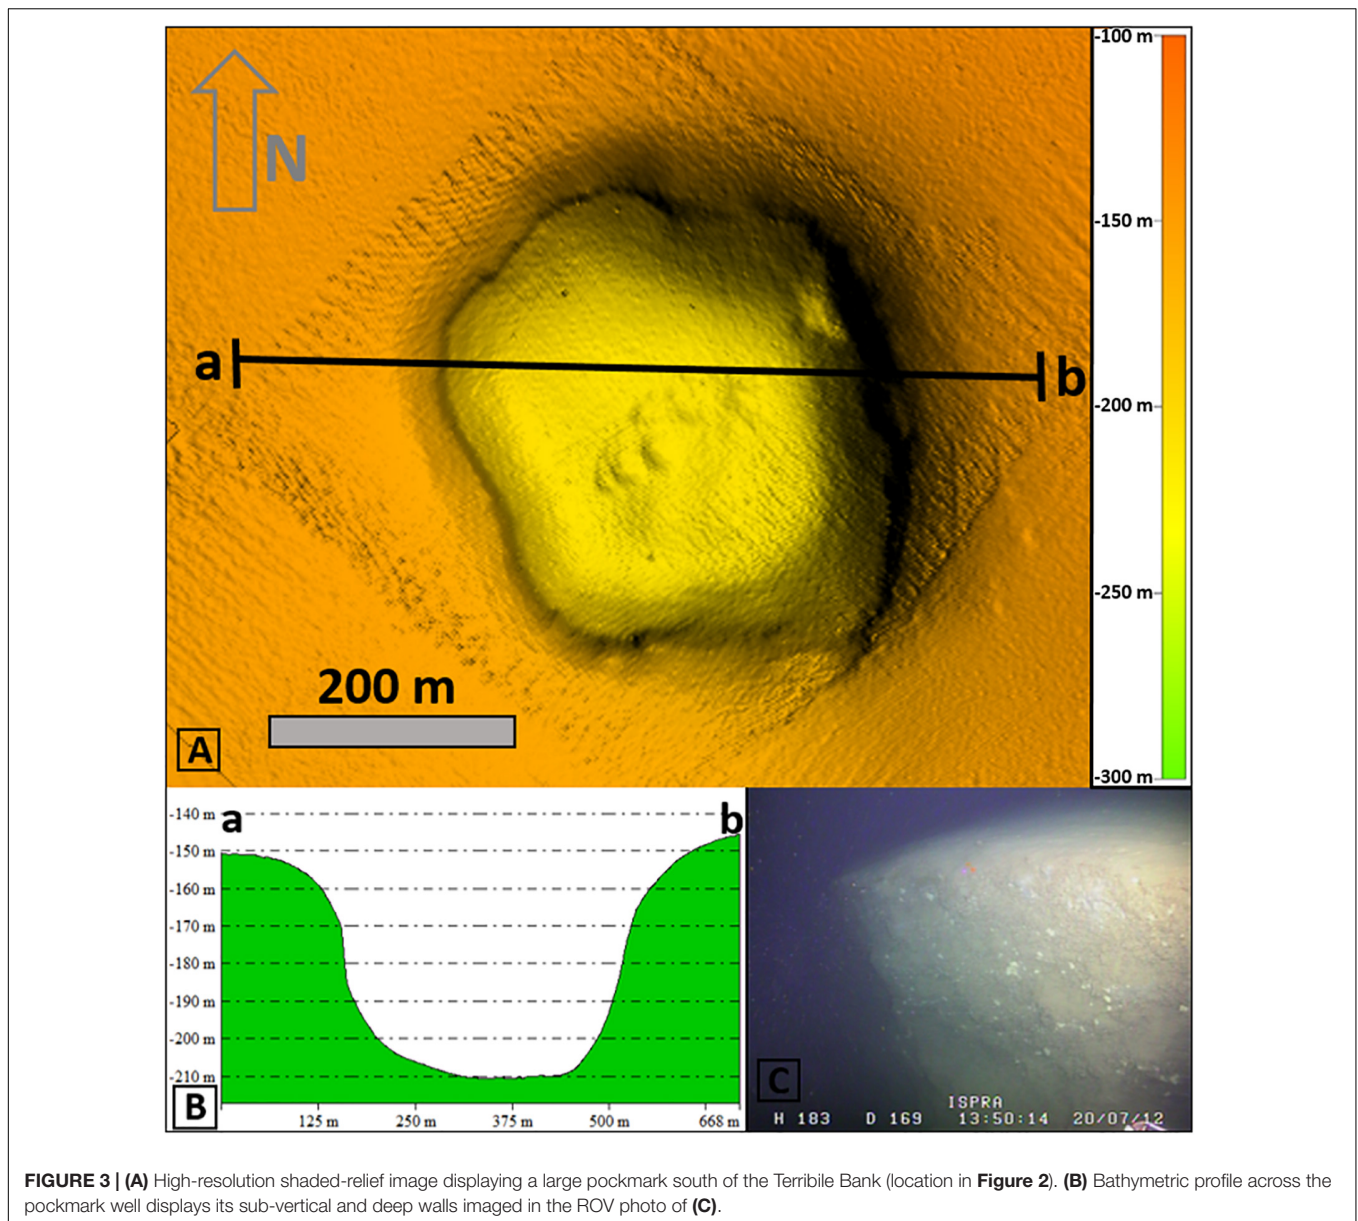 -100 m
N
-150 m
a
b
-200 m
-250 m
200 m
A
-300 m
-140 m
a
b
-150 m
-160 m
-170 m
-180 m
-190 m
-200 m
-210 m
B
125 m
250 m
375 m
500 m
668 m
C
ISPRA
H 183 D 169 13:50:14 20/07/12
FIGURE 3 | (A) High-resolution shaded-relief image displaying a large pockmark south of the Terribile Bank (location in Figure 2). (B) Bathymetric profile across the
pockmark well displays its sub-vertical and deep walls imaged in the ROV photo of (C).